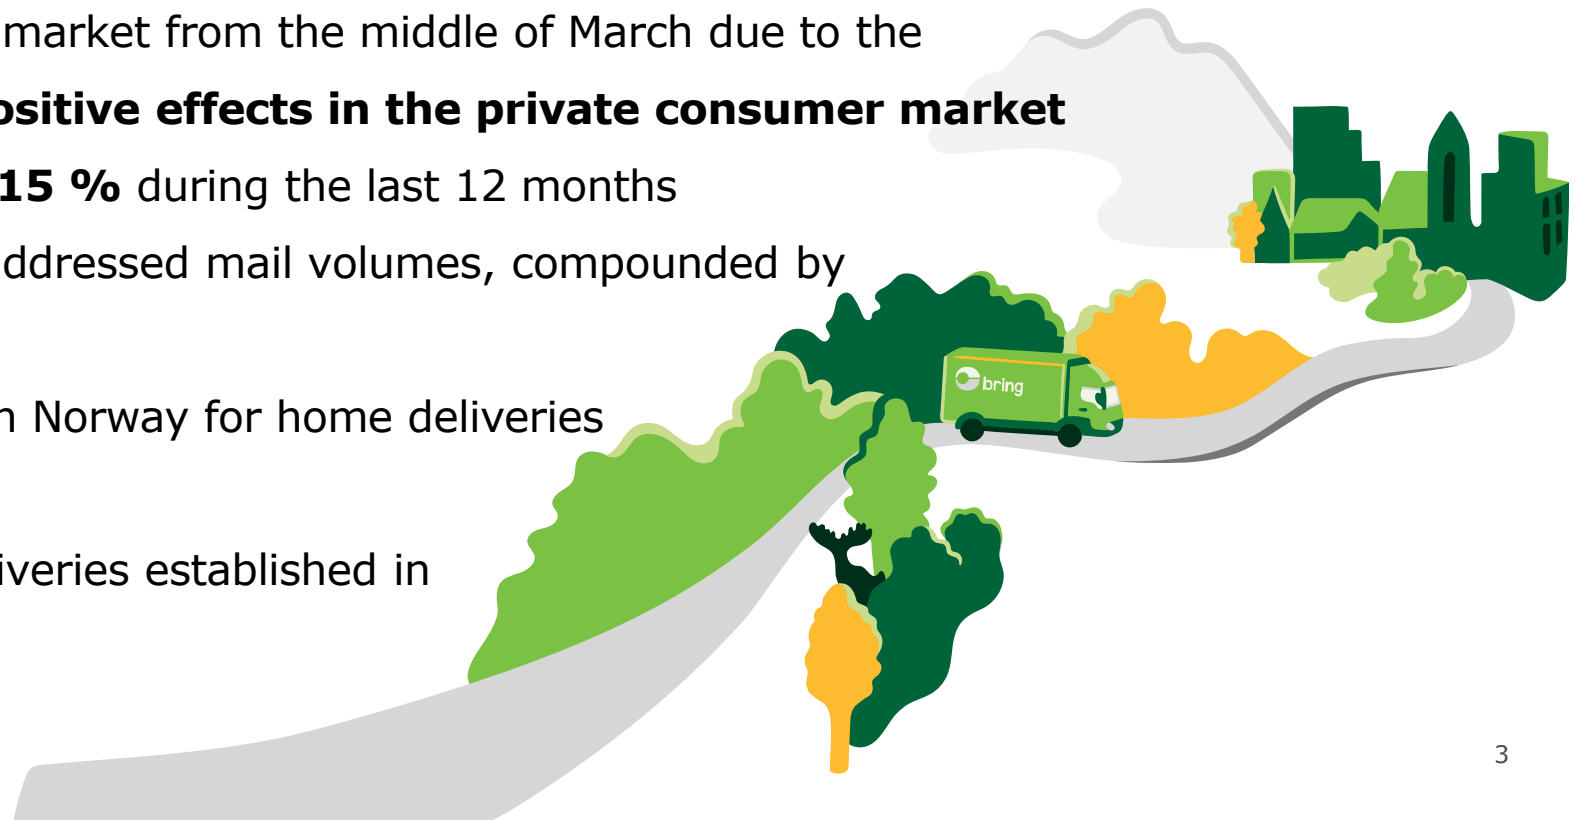 market from the middle of March due to the
ositive effects in the private consumer market
15 % during the last 12 months
ddressed mail volumes, compounded by
bring
n Norway for home deliveries
iveries established in
3